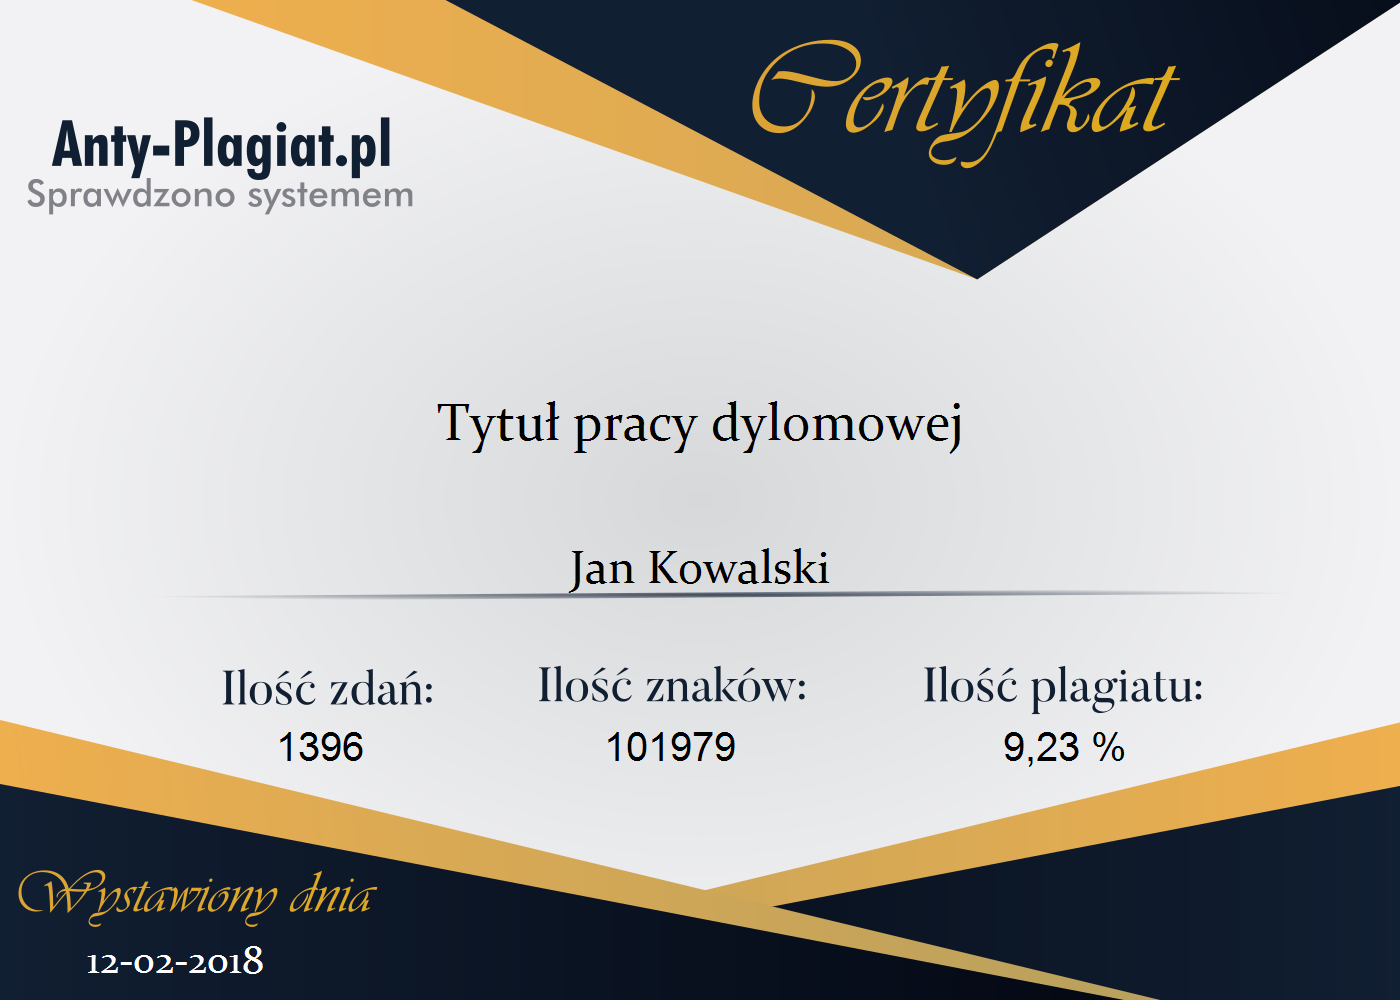 Certyfikat
Anty-Plagiat.pl
Sprawdzono systemem
Tytuł pracy dylomowej
Jan Kowalski
Ilość zdań: Ilość znaków: Ilość plagiatu:
1396 101979 9,23 %
Wystawiony dnia
12-02-2018